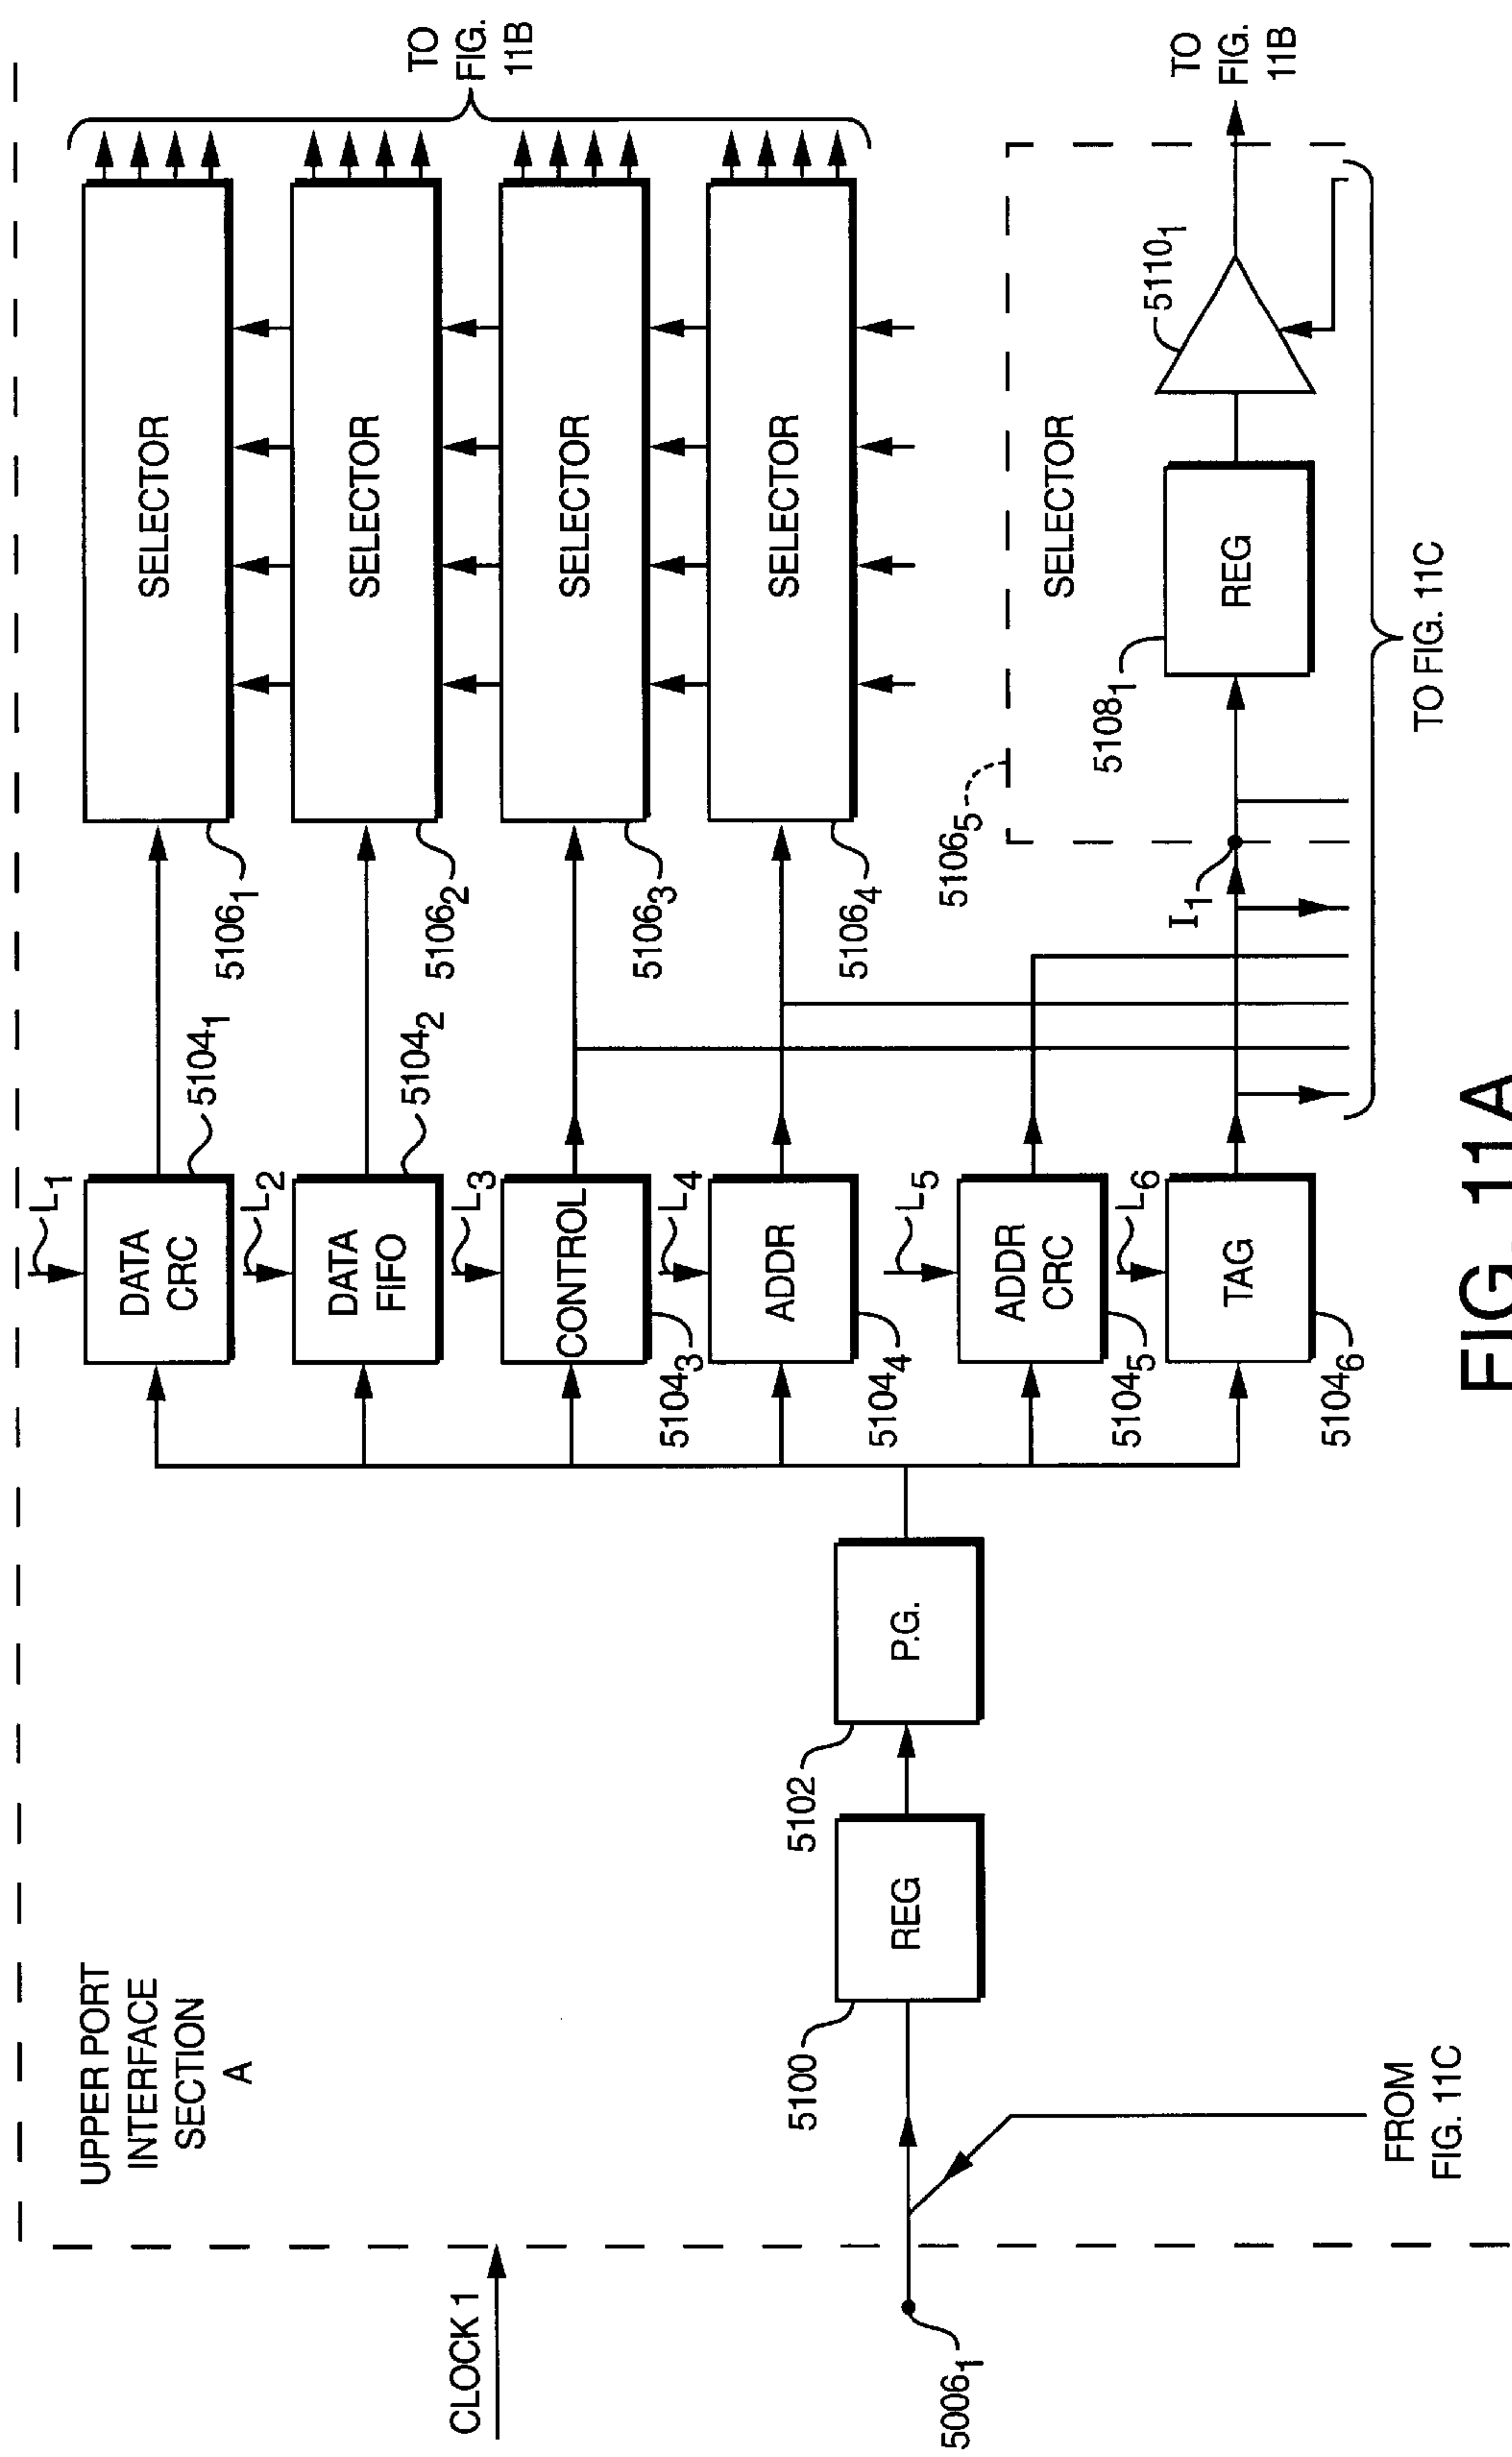 UPPER PORT
INTERFACE
SECTION
A
CLOCK 1
5006₁
FROM
FIG. 11C
5100
REG
5102
P.G.
L₁
DATA
CRC
5104₁
L₂
DATA
FIFO
5104₂
L₃
CONTROL
5104₃
L₄
ADDR
5104₄
L₅
ADDR
CRC
5104₅
L₆
TAG
5104₆
SELECTOR
5106₁
SELECTOR
5106₂
SELECTOR
5106₃
SELECTOR
5106₄
TO
FIG.
11B
5106₅
SELECTOR
I₁
5108₁
REG
5110₁
TO
FIG.
11B
TO FIG. 11C
FIG. 11A